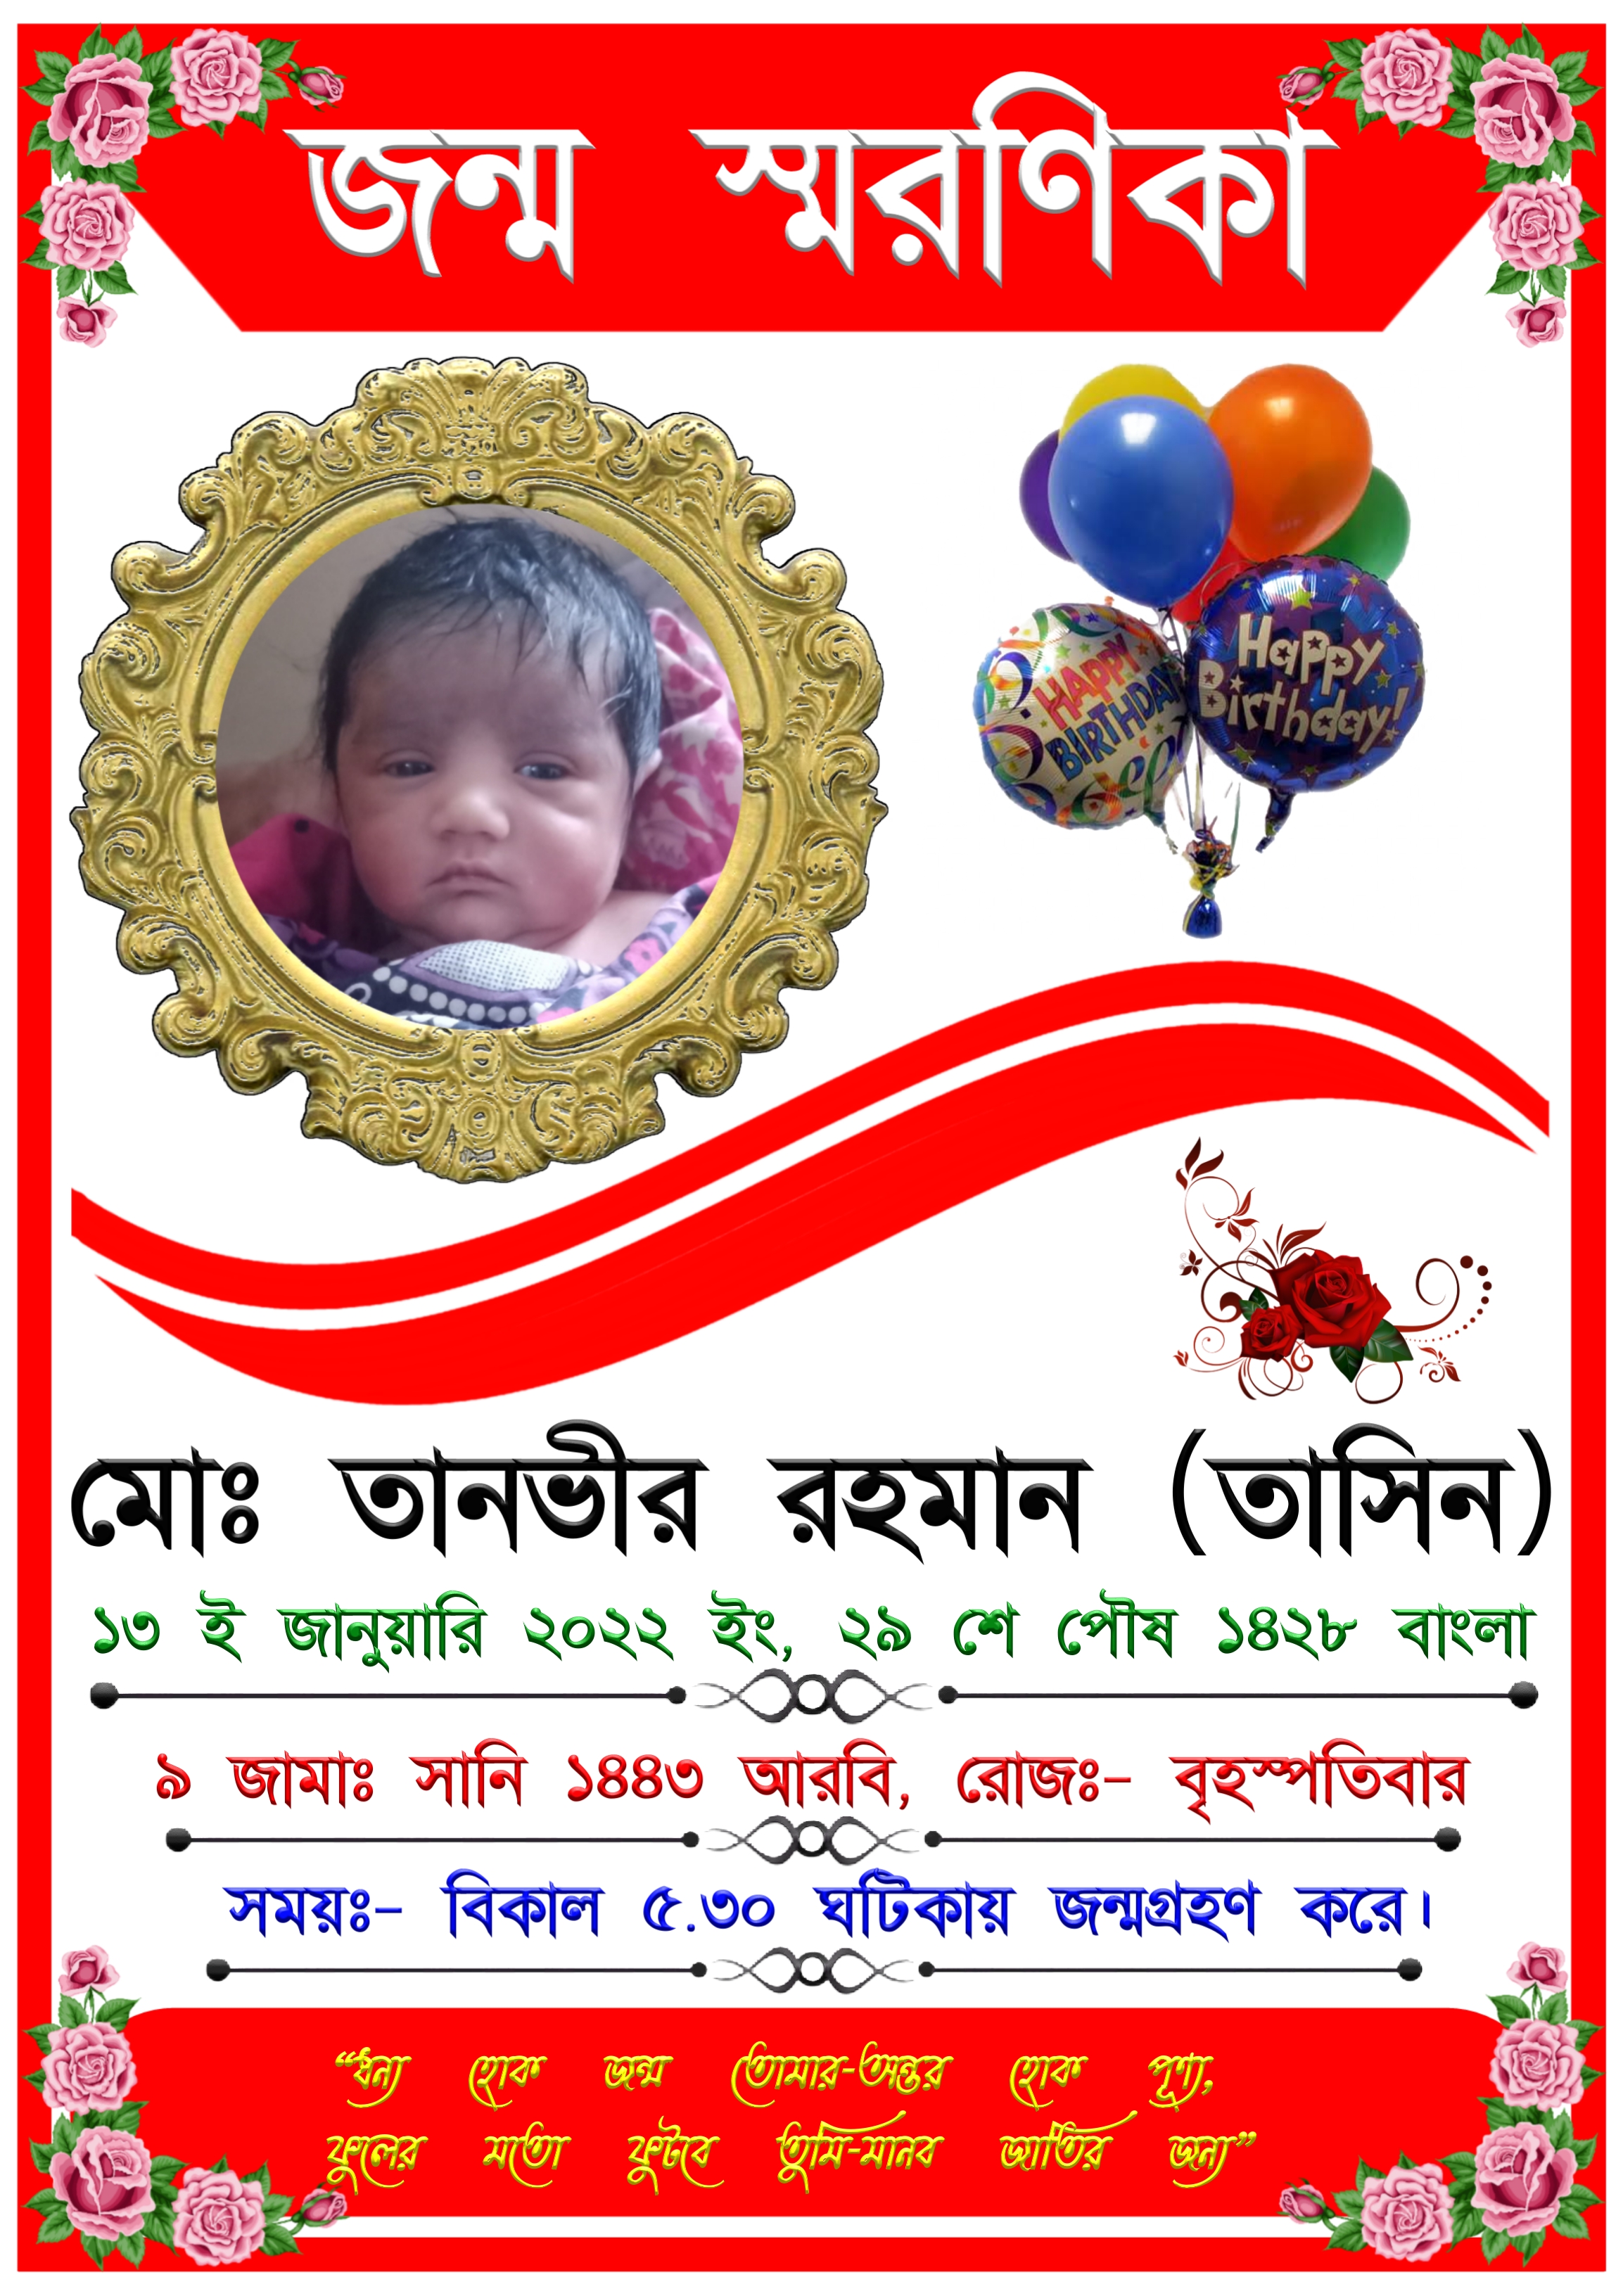 জন্ম স্মরণিকা
HAPPY
BIRTHDAY
Happy
Birthday!
মোঃ তানভীর রহমান (তাসিন)
১৩ ই জানুয়ারি ২০২২ ইং, ২৯ শে পৌষ ১৪২৮ বাংলা
৯ জামাঃ সানি ১৪৪৩ আরবি, রোজঃ- বৃহস্পতিবার
সময়ঃ- বিকাল ৫.৩০ ঘটিকায় জন্মগ্রহণ করে।
“ধন্য হোক জন্ম তোমার-অন্তর হোক পূণ্য,
ফুলের মতো ফুটবে তুমি-মানব জাতির জন্য”